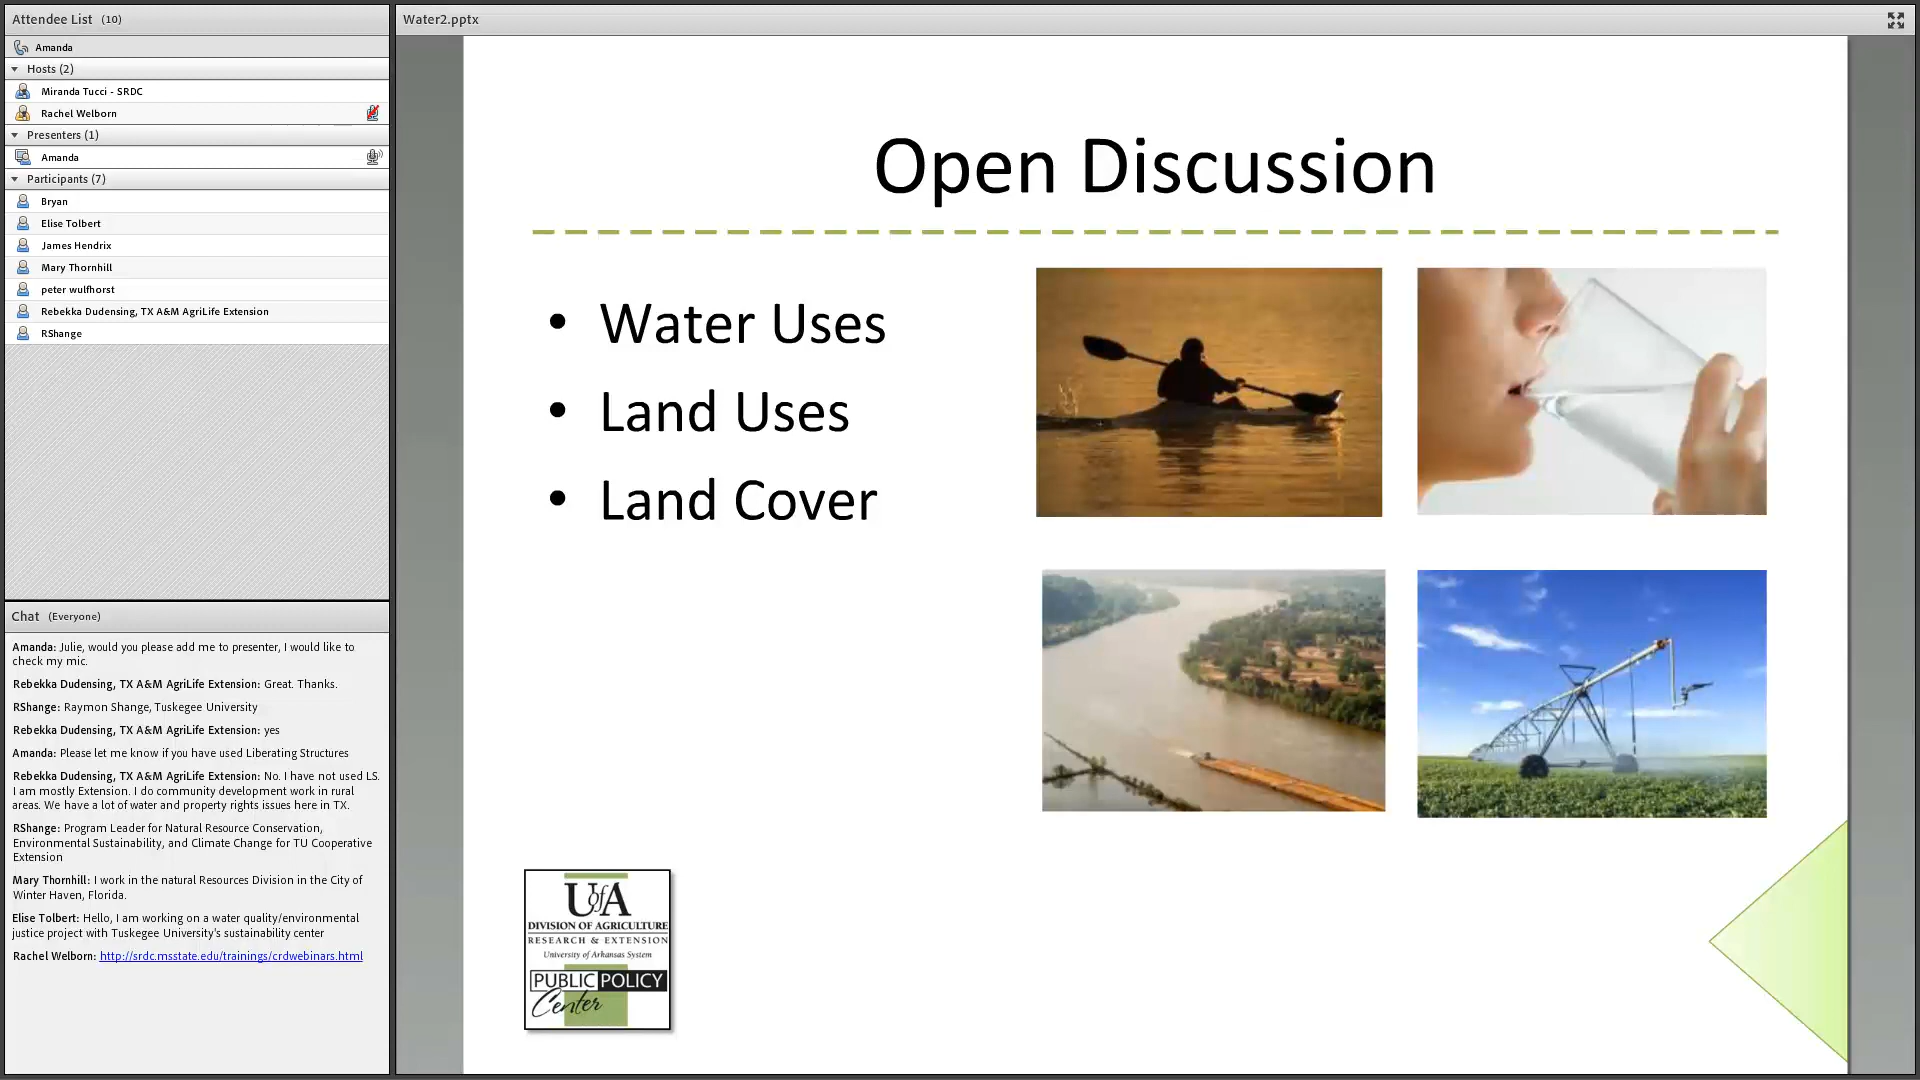 Attendee List (10)
Amanda
Hosts (2)
Miranda Tucci - SRDC
Rachel Welborn
Presenters (1)
Amanda
Participants (7)
Bryan
Elise Tolbert
James Hendrix
Mary Thornhill
peter wulfhorst
Rebekka Dudensing, TX A&M AgriLife Extension
RShange
Chat (Everyone)
Amanda: Julie, would you please add me to presenter, I would like to
check my mic.
Rebekka Dudensing, TX A&M AgriLife Extension: Great. Thanks.
RShange: Raymon Shange, Tuskegee University
Rebekka Dudensing, TX A&M AgriLife Extension: yes
Amanda: Please let me know if you have used Liberating Structures
Rebekka Dudensing, TX A&M AgriLife Extension: No. I have not used LS.
I am mostly Extension. I do community development work in rural
areas. We have a lot of water and property rights issues here in TX.
RShange: Program Leader for Natural Resource Conservation,
Environmental Sustainability, and Climate Change for TU Cooperative
Extension
Mary Thornhill: I work in the natural Resources Division in the City of
Winter Haven, Florida.
Elise Tolbert: Hello, I am working on a water quality/environmental
justice project with Tuskegee University's sustainability center
Rachel Welborn: http://srdc.msstate.edu/trainings/crdwebinars.html
Water2.pptx
Open Discussion
• Water Uses
• Land Uses
• Land Cover
UofA
DIVISION OF AGRICULTURE
RESEARCH & EXTENSION
University of Arkansas System
PUBLIC POLICY
Center